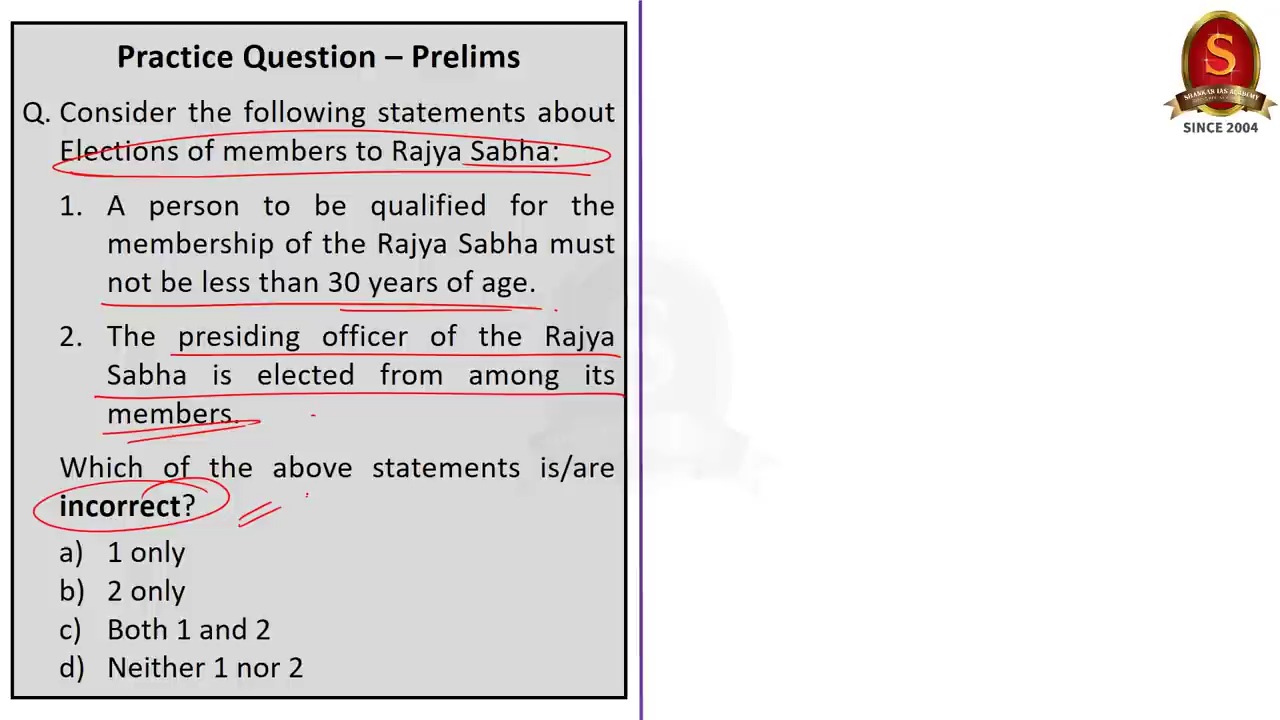 Practice Question – Prelims
Q. Consider the following statements about
Elections of members to Rajya Sabha:
1. A person to be qualified for the
membership of the Rajya Sabha must
not be less than 30 years of age.
2. The presiding officer of the Rajya
Sabha is elected from among its
members.
Which of the above statements is/are
incorrect?
a) 1 only
b) 2 only
c) Both 1 and 2
d) Neither 1 nor 2
S
SHANKAR IAS ACADEMY
SINCE 2004